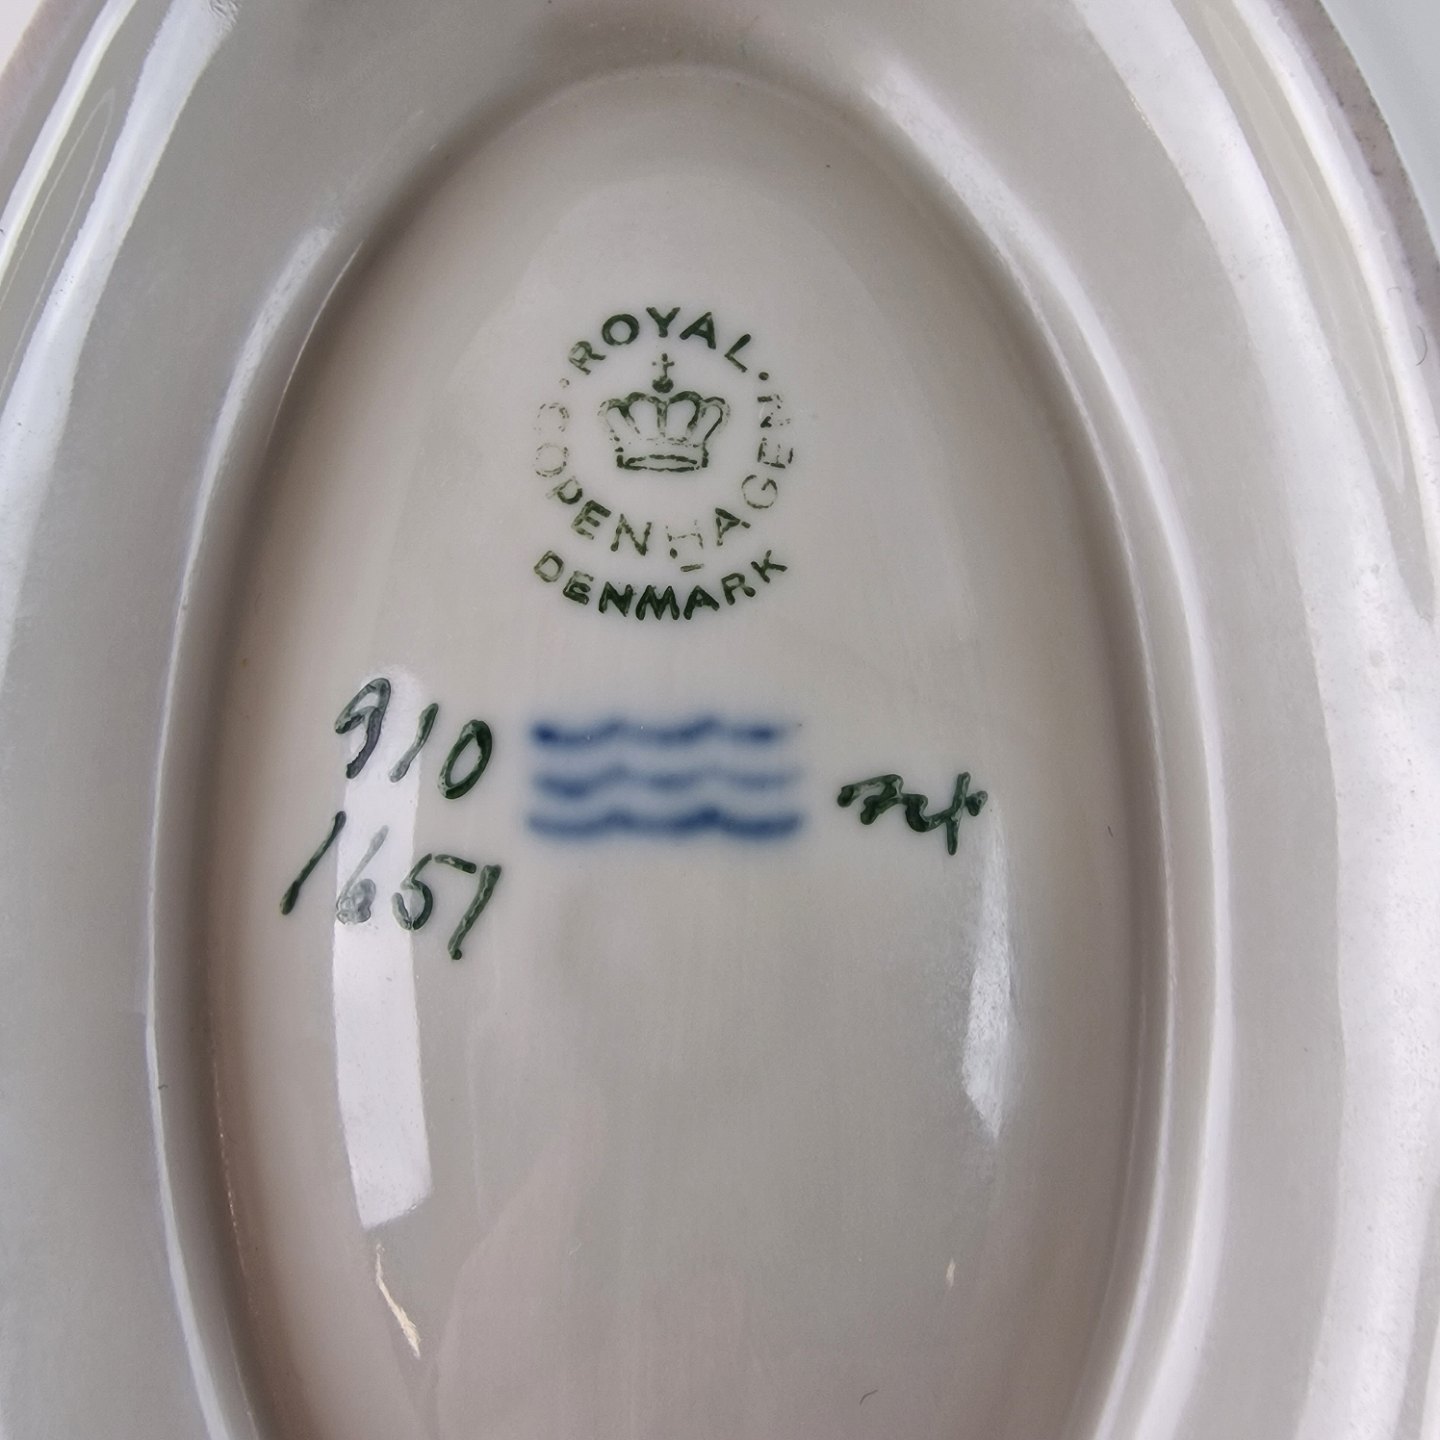 ROYAL
COPENHAGEN
DENMARK
910
1651